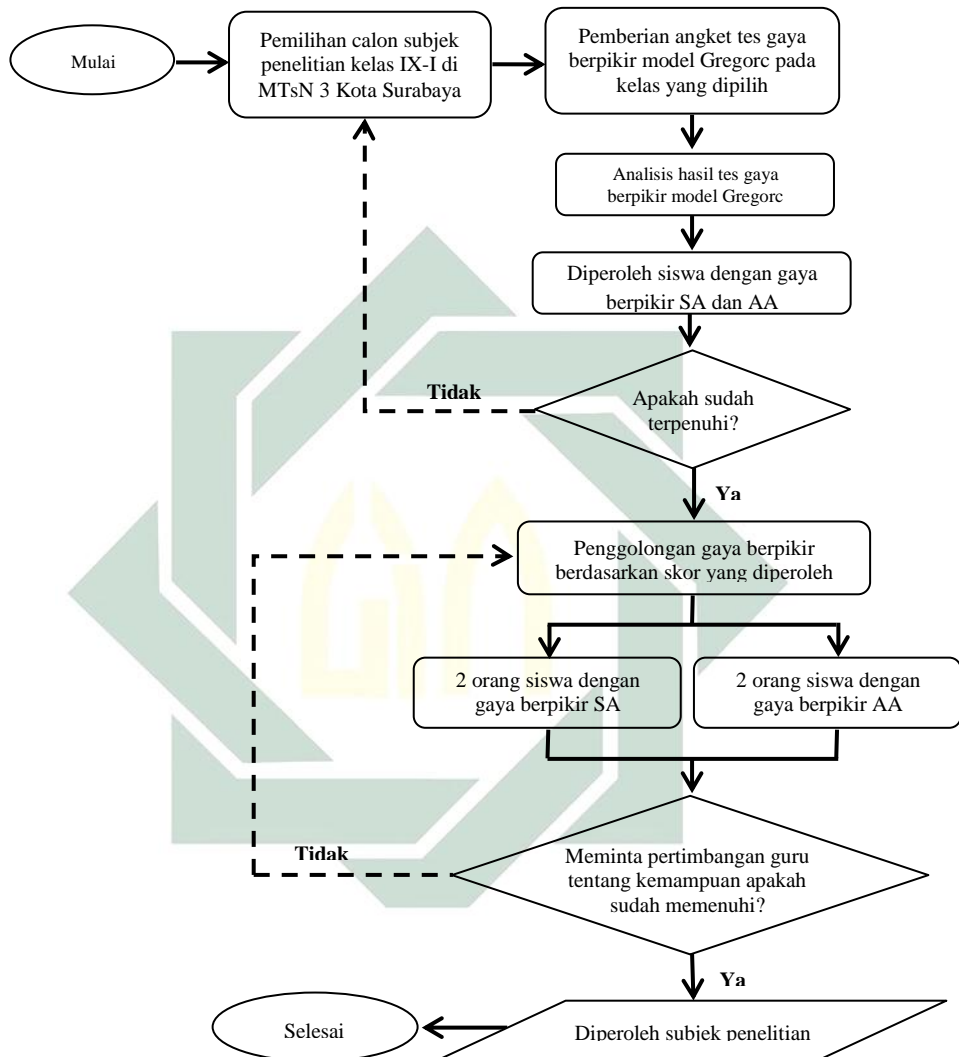 Mulai
Pemilihan calon subjek
penelitian kelas IX-I di
MTsN 3 Kota Surabaya
Pemberian angket tes gaya
berpikir model Gregorc pada
kelas yang dipilih
Analisis hasil tes gaya
berpikir model Gregorc
Diperoleh siswa dengan gaya
berpikir SA dan AA
Tidak
Apakah sudah
terpenuhi?
Ya
Penggolongan gaya berpikir
berdasarkan skor yang diperoleh
2 orang siswa dengan
gaya berpikir SA
2 orang siswa dengan
gaya berpikir AA
Tidak
Meminta pertimbangan guru
tentang kemampuan apakah
sudah memenuhi?
Ya
Selesai
Diperoleh subjek penelitian